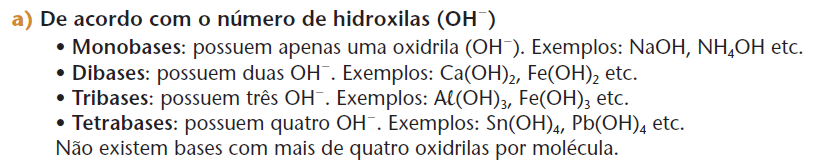 a) De acordo com o número de hidroxilas (OH⁻)
• Monobases: possuem apenas uma oxidrila (OH⁻). Exemplos: NaOH, NH₄OH etc.
• Dibases: possuem duas OH⁻. Exemplos: Ca(OH)₂, Fe(OH)₂ etc.
• Tribases: possuem três OH⁻. Exemplos: Aℓ(OH)₃, Fe(OH)₃ etc.
• Tetrabases: possuem quatro OH⁻. Exemplos: Sn(OH)₄, Pb(OH)₄ etc.
Não existem bases com mais de quatro oxidrilas por molécula.